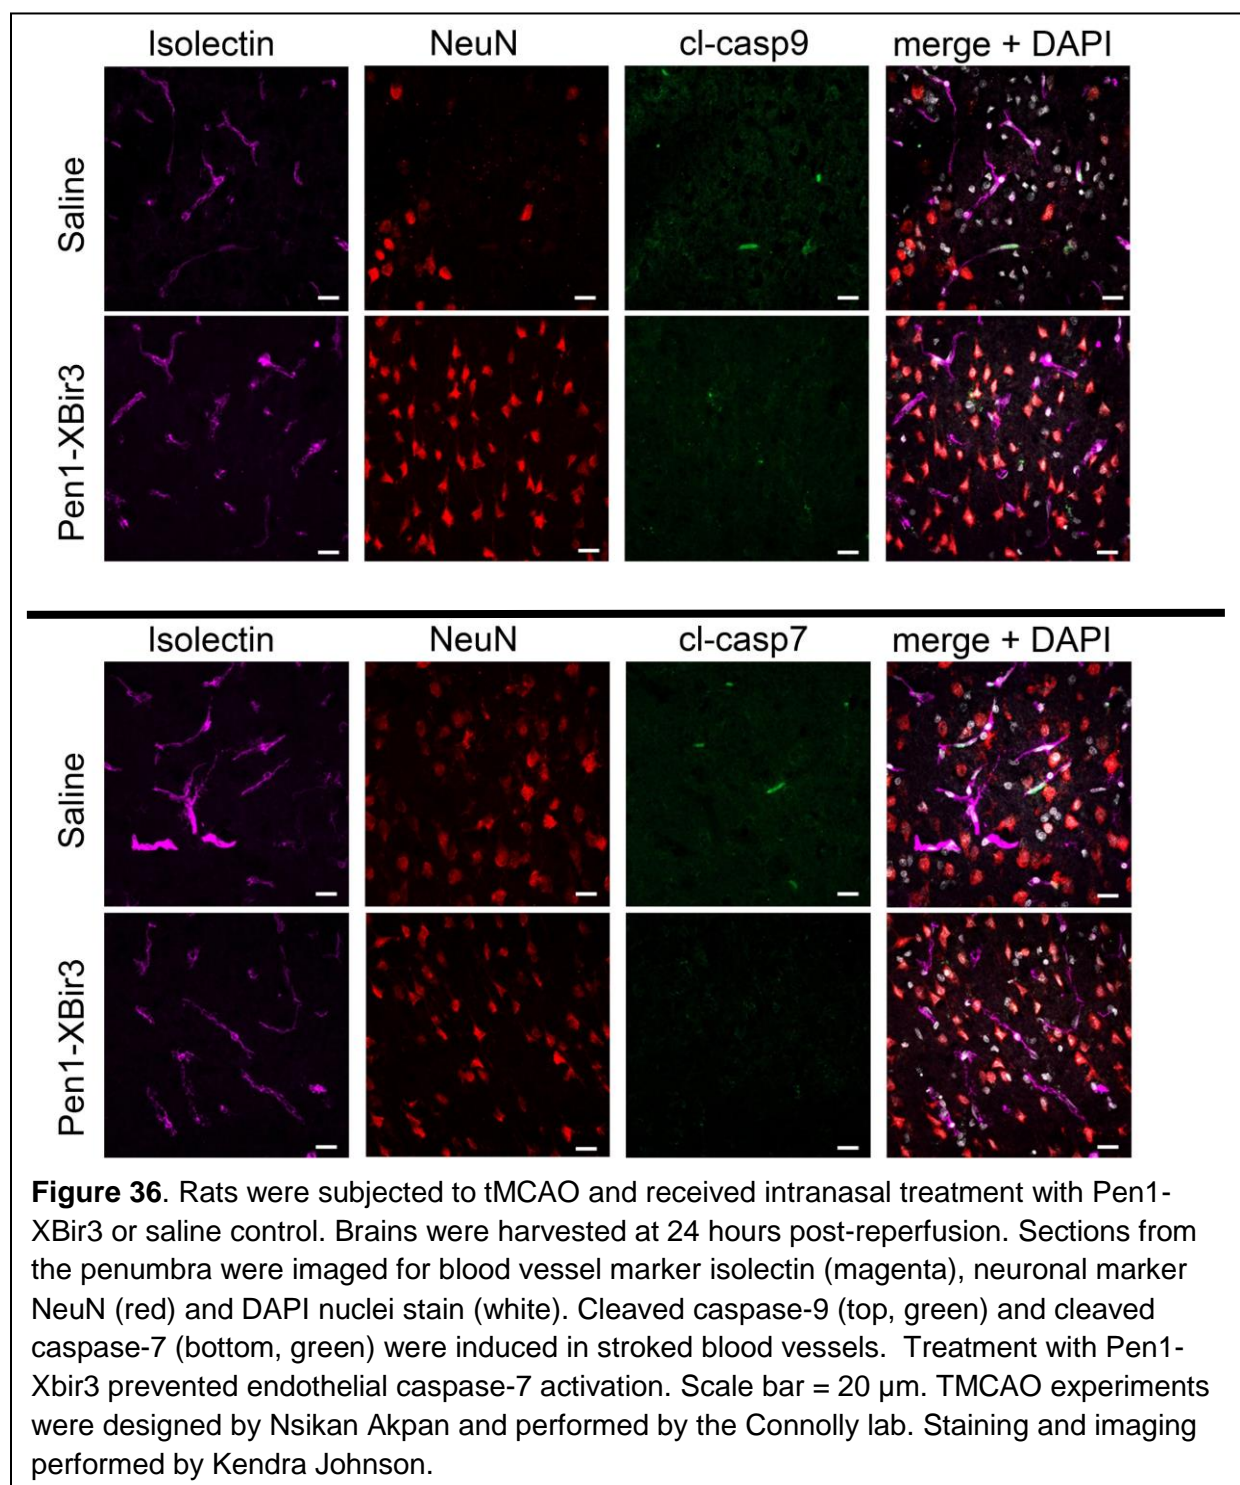 Isolectin NeuN cl-casp9 merge + DAPI
Saline
Pen1-XBir3
Isolectin NeuN cl-casp7 merge + DAPI
Saline
Pen1-XBir3
Figure 36. Rats were subjected to tMCAO and received intranasal treatment with Pen1-
XBir3 or saline control. Brains were harvested at 24 hours post-reperfusion. Sections from
the penumbra were imaged for blood vessel marker isolectin (magenta), neuronal marker
NeuN (red) and DAPI nuclei stain (white). Cleaved caspase-9 (top, green) and cleaved
caspase-7 (bottom, green) were induced in stroked blood vessels. Treatment with Pen1-
Xbir3 prevented endothelial caspase-7 activation. Scale bar = 20 µm. TMCAO experiments
were designed by Nsikan Akpan and performed by the Connolly lab. Staining and imaging
performed by Kendra Johnson.